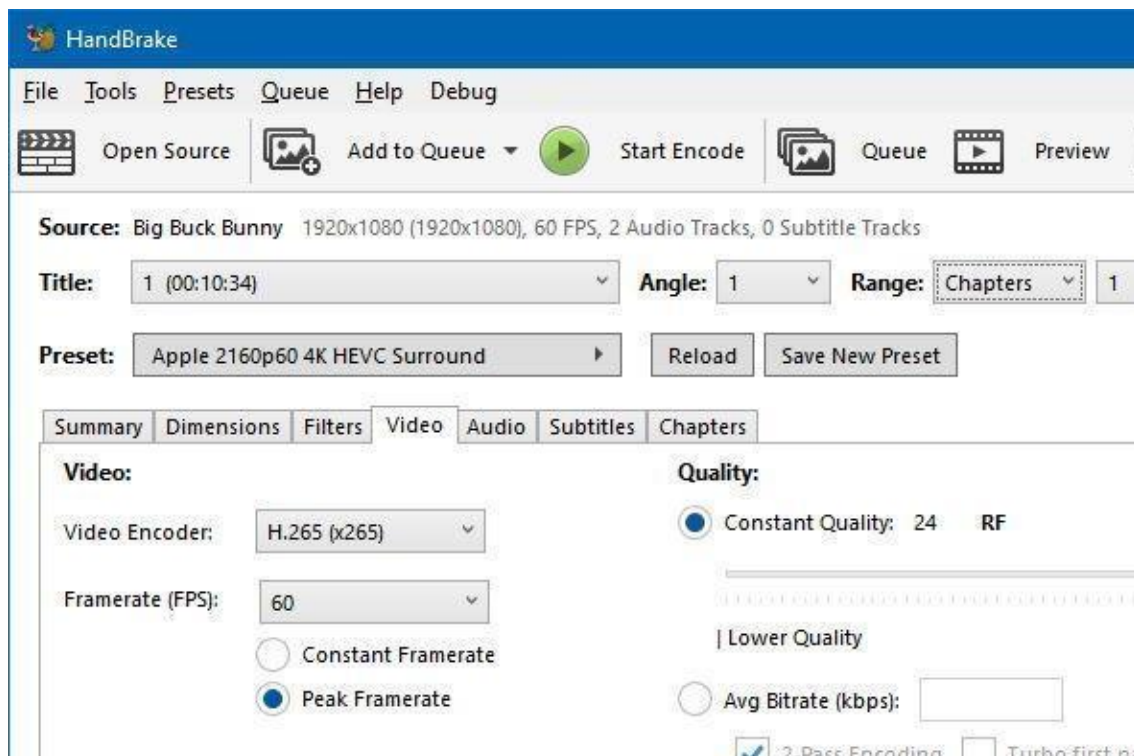 HandBrake
File Tools Presets Queue Help Debug
Open Source Add to Queue Start Encode Queue Preview
Source: Big Buck Bunny 1920x1080 (1920x1080), 60 FPS, 2 Audio Tracks, 0 Subtitle Tracks
Title: 1 (00:10:34) Angle: 1 Range: Chapters 1
Preset: Apple 2160p60 4K HEVC Surround Reload Save New Preset
Summary Dimensions Filters Video Audio Subtitles Chapters
Video: Quality:
Video Encoder: H.265 (x265) Constant Quality: 24 RF
Framerate (FPS): 60
| Lower Quality
Constant Framerate
Peak Framerate Avg Bitrate (kbps):
2-Pass Encoding Turbo first